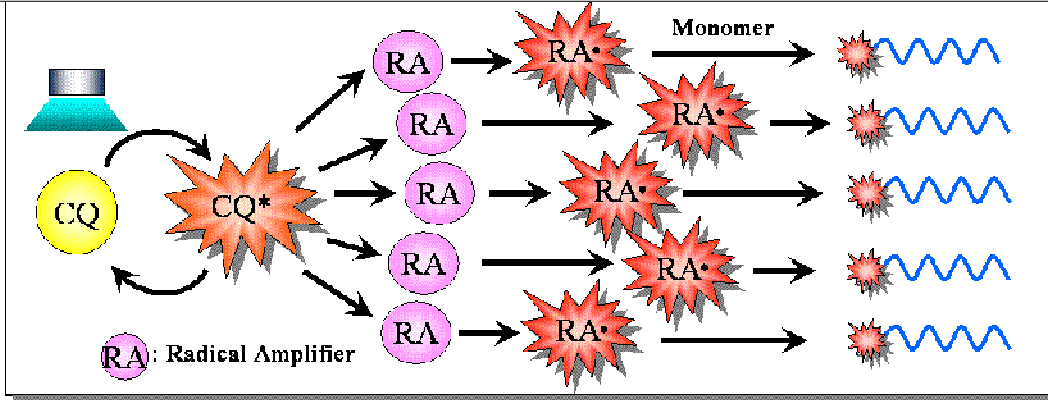 Monomer
RA
RA•
RA
RA•
CQ
CQ*
RA
RA•
RA
RA•
RA
RA•
RA : Radical Amplifier